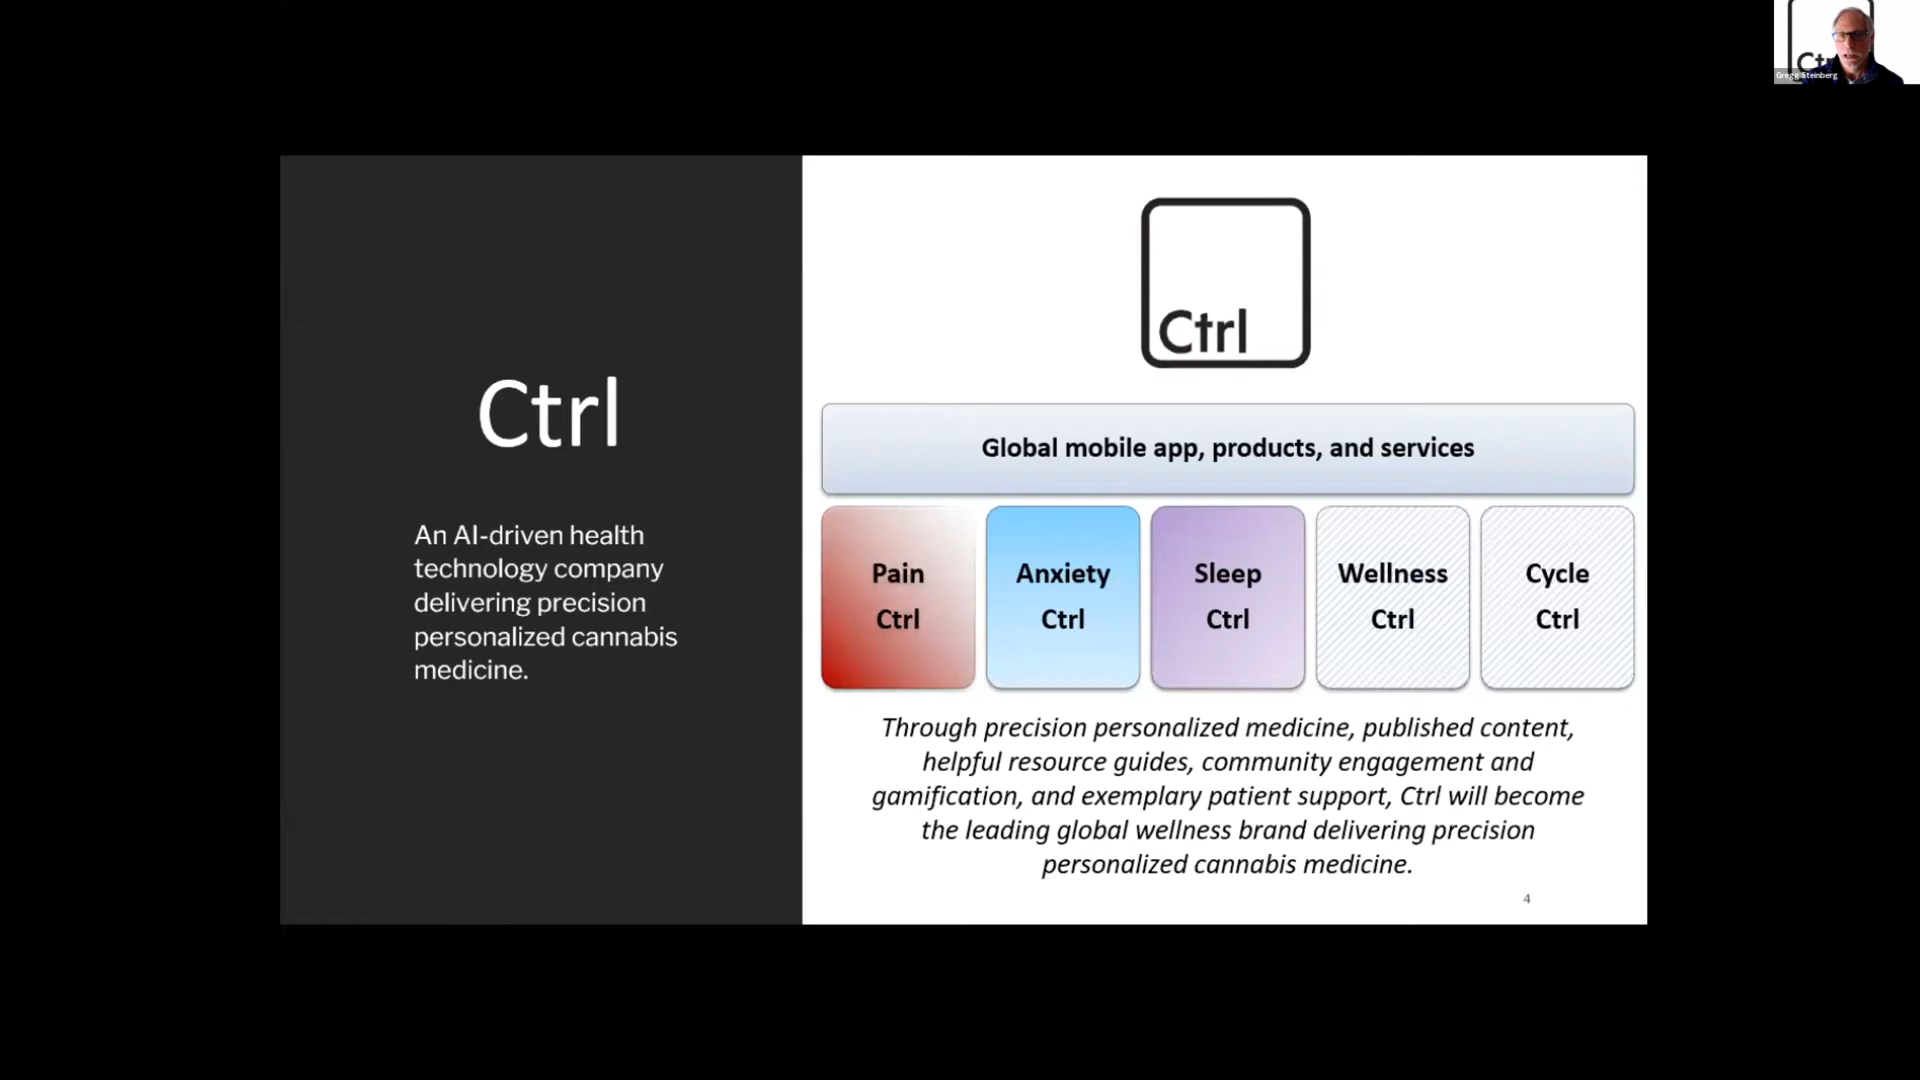 Ctrl
Gregg Steinberg
Ctrl
An AI-driven health
technology company
delivering precision
personalized cannabis
medicine.
Ctrl
Global mobile app, products, and services
Pain
Ctrl
Anxiety
Ctrl
Sleep
Ctrl
Wellness
Ctrl
Cycle
Ctrl
Through precision personalized medicine, published content,
helpful resource guides, community engagement and
gamification, and exemplary patient support, Ctrl will become
the leading global wellness brand delivering precision
personalized cannabis medicine.
4